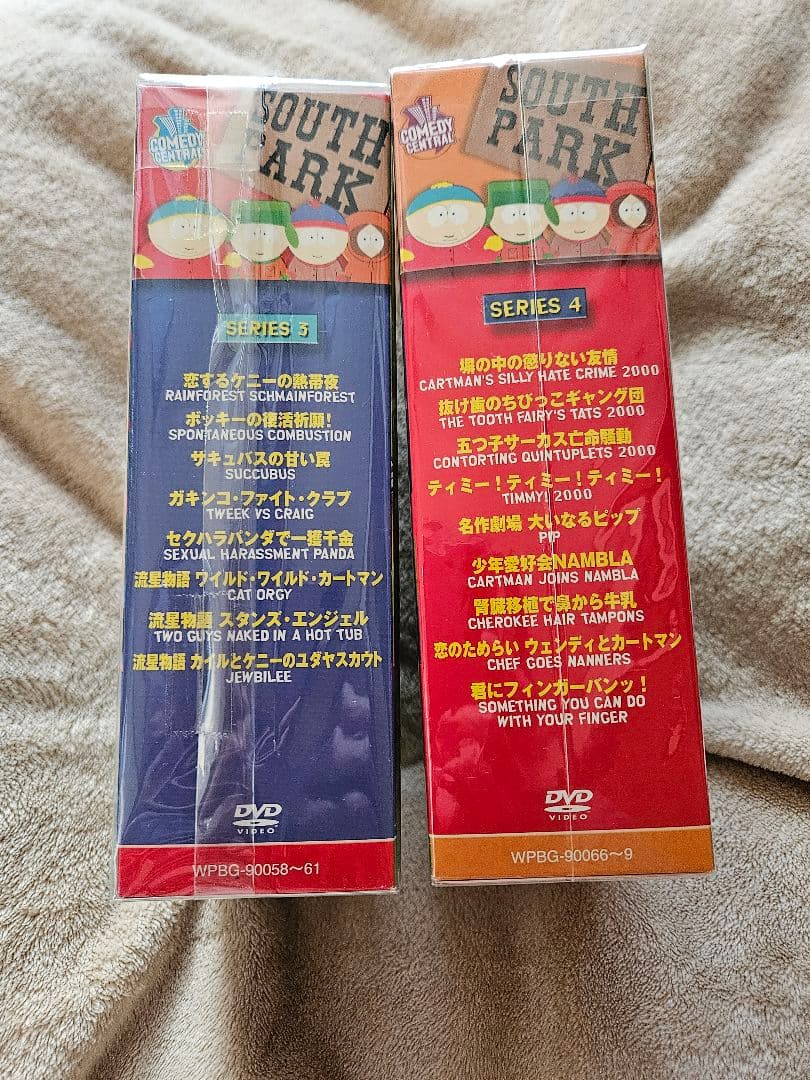 COMEDY
CENTRAL
SOUTH
PARK
SERIES 3
恋するケニーの熱帯夜
RAINFOREST SCHMAINFOREST
ボッキーの復活祈願!
SPONTANEOUS COMBUSTION
サキュバスの甘い罠
SUCCUBUS
ガキンコ・ファイト・クラブ
TWEEK VS CRAIG
セクハラパンダで一獲千金
SEXUAL HARASSMENT PANDA
流星物語 ワイルド・ワイルド・カートマン
CAT ORGY
流星物語 スタンズ・エンジェル
TWO GUYS NAKED IN A HOT TUB
流星物語 カイルとケニーのユダヤスカウト
JEWBILEE
DVD
VIDEO
WPBG-90058〜61
COMEDY
CENTRAL
SOUTH
PARK
SERIES 4
塀の中の懲りない友情
CARTMAN'S SILLY HATE CRIME 2000
抜け歯のちびっこギャング団
THE TOOTH FAIRY'S TATS 2000
五つ子サーカス亡命騒動
CONTORTING QUINTUPLETS 2000
ティミー!ティミー!ティミー!
TIMMY! 2000
名作劇場 大いなるピップ
PIP
少年愛好会NAMBLA
CARTMAN JOINS NAMBLA
腎臓移植で鼻から牛乳
CHEROKEE HAIR TAMPONS
恋のためらい ウェンディとカートマン
CHEF GOES NANNERS
君にフィンガーバンッ!
SOMETHING YOU CAN DO
WITH YOUR FINGER
DVD
VIDEO
WPBG-90066〜9